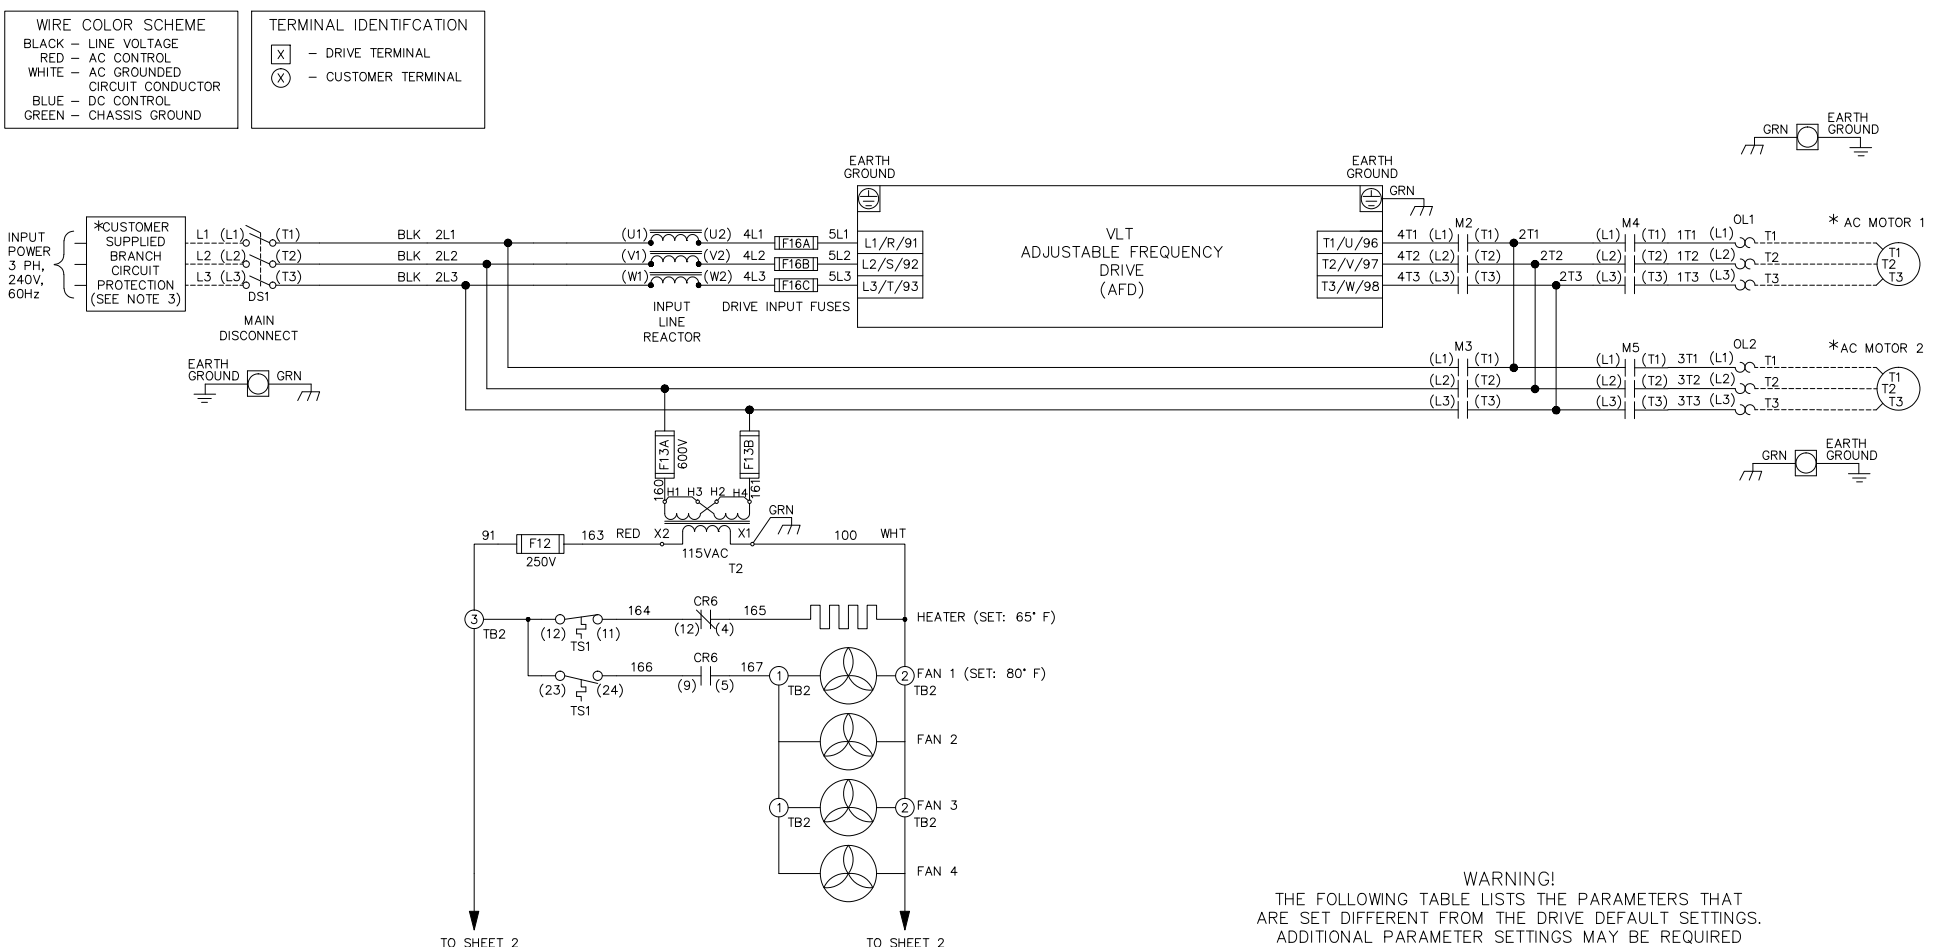 WIRE COLOR SCHEME
BLACK – LINE VOLTAGE
RED – AC CONTROL
WHITE – AC GROUNDED
CIRCUIT CONDUCTOR
BLUE – DC CONTROL
GREEN – CHASSIS GROUND
TERMINAL IDENTIFCATION
X – DRIVE TERMINAL
X – CUSTOMER TERMINAL
GRN
EARTH
GROUND
INPUT
POWER
3 PH,
240V,
60Hz
*CUSTOMER
SUPPLIED
BRANCH
CIRCUIT
PROTECTION
(SEE NOTE 3)
L1 (L1) (T1) BLK 2L1 (U1) (U2) 4L1 F16A 5L1
L2 (L2) (T2) BLK 2L2 (V1) (V2) 4L2 F16B 5L2
L3 (L3) (T3) BLK 2L3 (W1) (W2) 4L3 F16C 5L3
DS1
MAIN
DISCONNECT
INPUT
LINE
REACTOR
DRIVE INPUT FUSES
EARTH
GROUND
L1/R/91
L2/S/92
L3/T/93
VLT
ADJUSTABLE FREQUENCY
DRIVE
(AFD)
EARTH
GROUND
GRN
T1/U/96
T2/V/97
T3/W/98
M2
M4
OL1
* AC MOTOR 1
4T1 (L1) (T1) 2T1 (L1) (T1) 1T1 (L1) T1
4T2 (L2) (T2) 2T2 (L2) (T2) 1T2 (L2) T2
4T3 (L3) (T3) 2T3 (L3) (T3) 1T3 (L3) T3
T1
T2
T3
EARTH
GROUND
GRN
M3
M5
OL2
*AC MOTOR 2
(L1) (T1) (L1) (T1) 3T1 (L1) T1
(L2) (T2) (L2) (T2) 3T2 (L2) T2
(L3) (T3) (L3) (T3) 3T3 (L3) T3
T1
T2
T3
GRN
EARTH
GROUND
F13A
600V
F13B
160
H1 H3 H2 H4
161
GRN
91
F12
250V
163 RED X2
X1
100 WHT
115VAC
T2
3
TB2
(12) (11)
TS1
164
CR6
(12) (4)
165
HEATER (SET: 65° F)
(23) (24)
TS1
166
CR6
(9) (5)
167
1
TB2
2
TB2
FAN 1 (SET: 80° F)
FAN 2
1
TB2
2
TB2
FAN 3
FAN 4
TO SHEET 2
TO SHEET 2
WARNING!
THE FOLLOWING TABLE LISTS THE PARAMETERS THAT
ARE SET DIFFERENT FROM THE DRIVE DEFAULT SETTINGS.
ADDITIONAL PARAMETER SETTINGS MAY BE REQUIRED